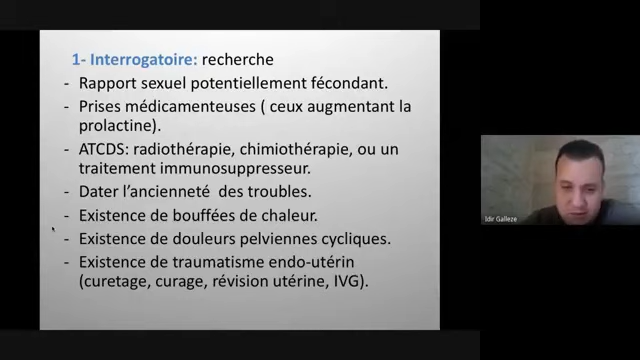 1- Interrogatoire: recherche
- Rapport sexuel potentiellement fécondant.
- Prises médicamenteuses ( ceux augmentant la
prolactine).
- ATCDS: radiothérapie, chimiothérapie, ou un
traitement immunosuppresseur.
- Dater l’ancienneté des troubles.
- Existence de bouffées de chaleur.
- Existence de douleurs pelviennes cycliques.
- Existence de traumatisme endo-utérin
(curetage, curage, révision utérine, IVG).
Idir Galleze